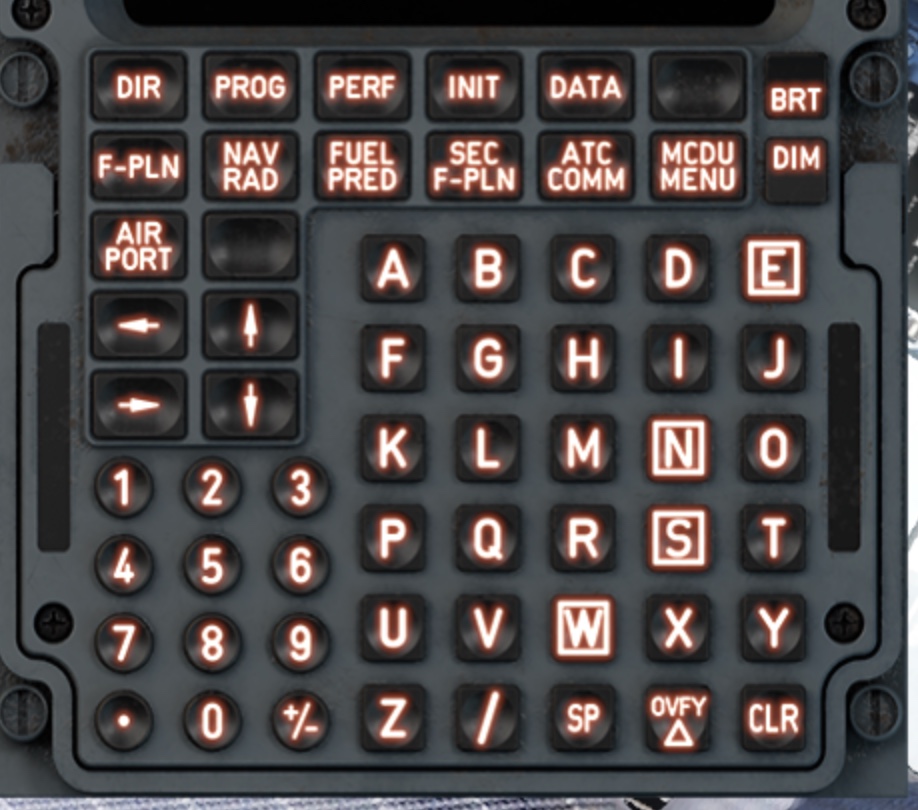 DIR PROG PERF INIT DATA BRT
F-PLN NAV RAD FUEL PRED SEC F-PLN ATC COMM MCDU MENU DIM
AIR PORT A B C D E
← ↑ F G H I J
→ ↓ K L M N O
1 2 3 P Q R S T
4 5 6 U V W X Y
7 8 9 Z / SP OVFY △ CLR
. 0 +/-